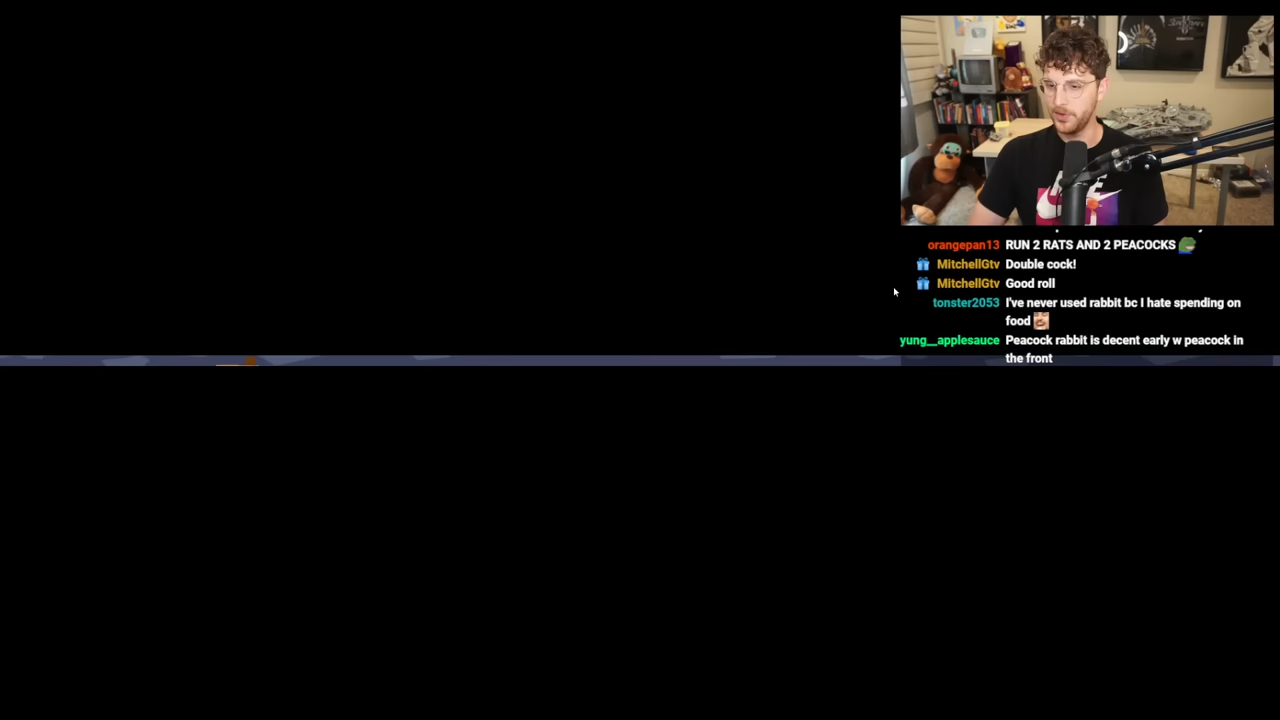 orangepan13 RUN 2 RATS AND 2 PEACOCKS
MitchellGtv Double cock!
MitchellGtv Good roll
tonster2053 I've never used rabbit bc I hate spending on
food
yung__applesauce Peacock rabbit is decent early w peacock in
the front